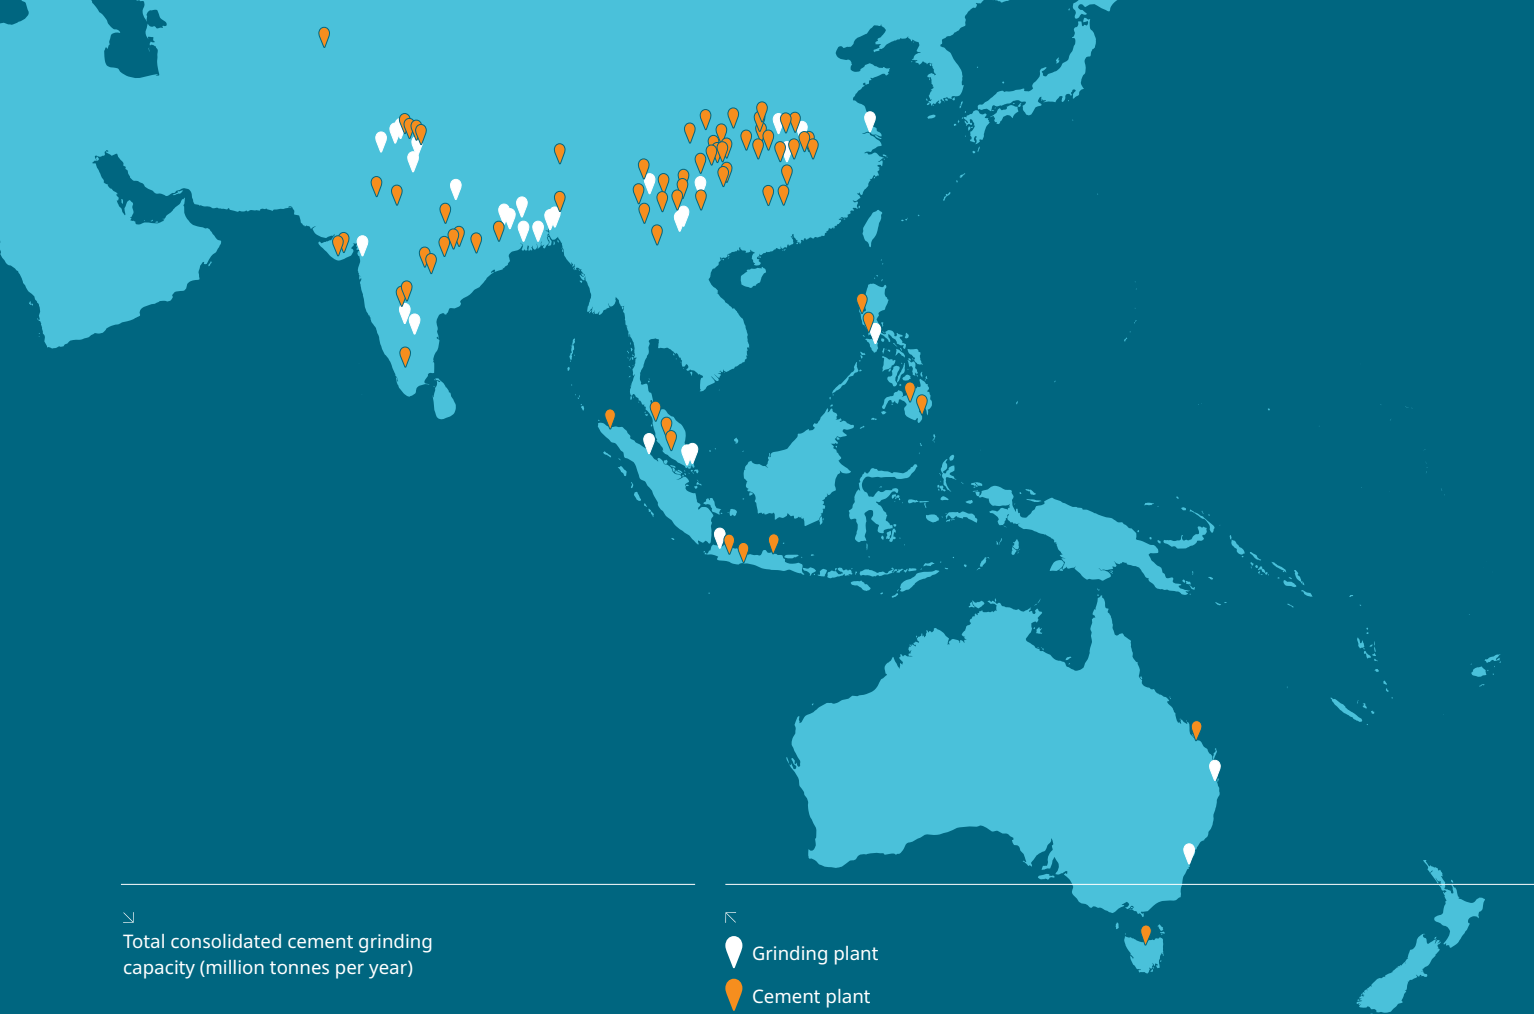 Total consolidated cement grinding
capacity (million tonnes per year)
Grinding plant
Cement plant